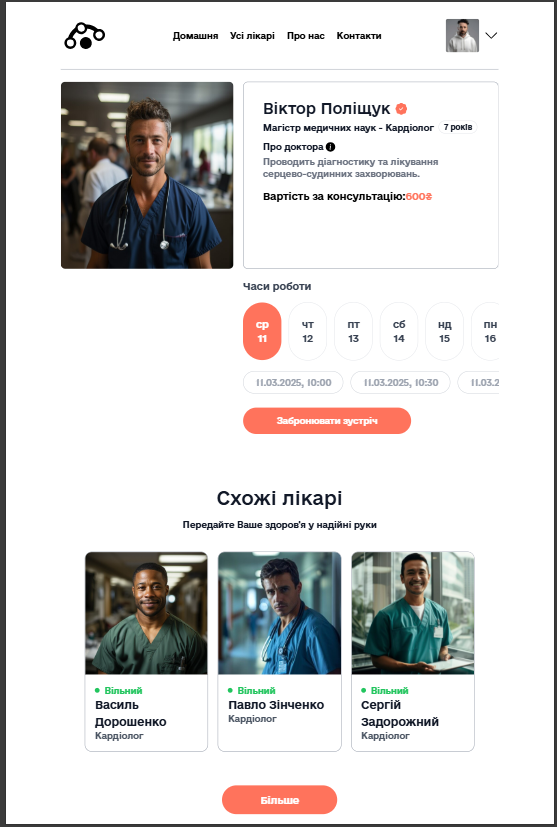 Домашня Усі лікарі Про нас Контакти
Віктор Поліщук
Магістр медичних наук - Кардіолог 7 років
Про доктора
Проводить діагностику та лікування
серцево-судинних захворювань.
Вартість за консультацію:600₴
Часи роботи
ср чт пт сб нд пн
11 12 13 14 15 16
11.03.2025, 10:00 11.03.2025, 10:30 11.03.2
Забронювати зустріч
Схожі лікарі
Передайте Ваше здоров'я у надійні руки
Вільний Вільний Вільний
Василь Павло Зінченко Сергій
Дорошенко Кардіолог Задорожний
Кардіолог Кардіолог
Більше